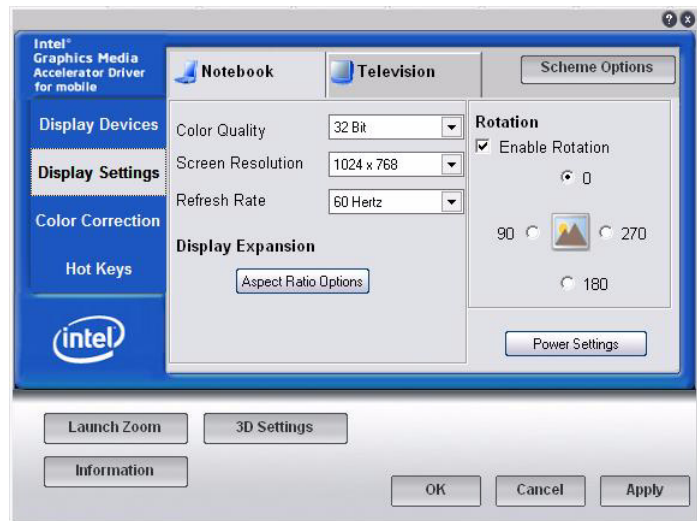 Intel®
Graphics Media
Accelerator Driver
for mobile
Notebook
Television
Scheme Options
Display Devices
Display Settings
Color Correction
Hot Keys
intel
Color Quality
32 Bit
Screen Resolution
1024 x 768
Refresh Rate
60 Hertz
Display Expansion
Aspect Ratio Options
Rotation
Enable Rotation
0
90
270
180
Power Settings
Launch Zoom
3D Settings
Information
OK
Cancel
Apply